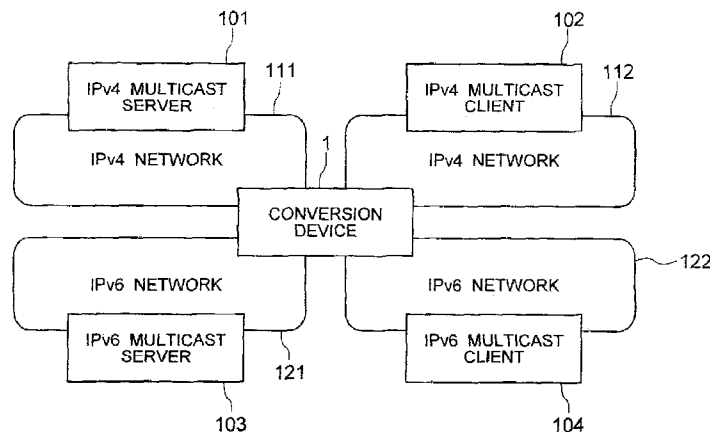 101
102
IPv4 MULTICAST
SERVER
111
IPv4 MULTICAST
CLIENT
112
IPv4 NETWORK
IPv4 NETWORK
1
CONVERSION
DEVICE
IPv6 NETWORK
IPv6 NETWORK
122
IPv6 MULTICAST
SERVER
121
IPv6 MULTICAST
CLIENT
103
104